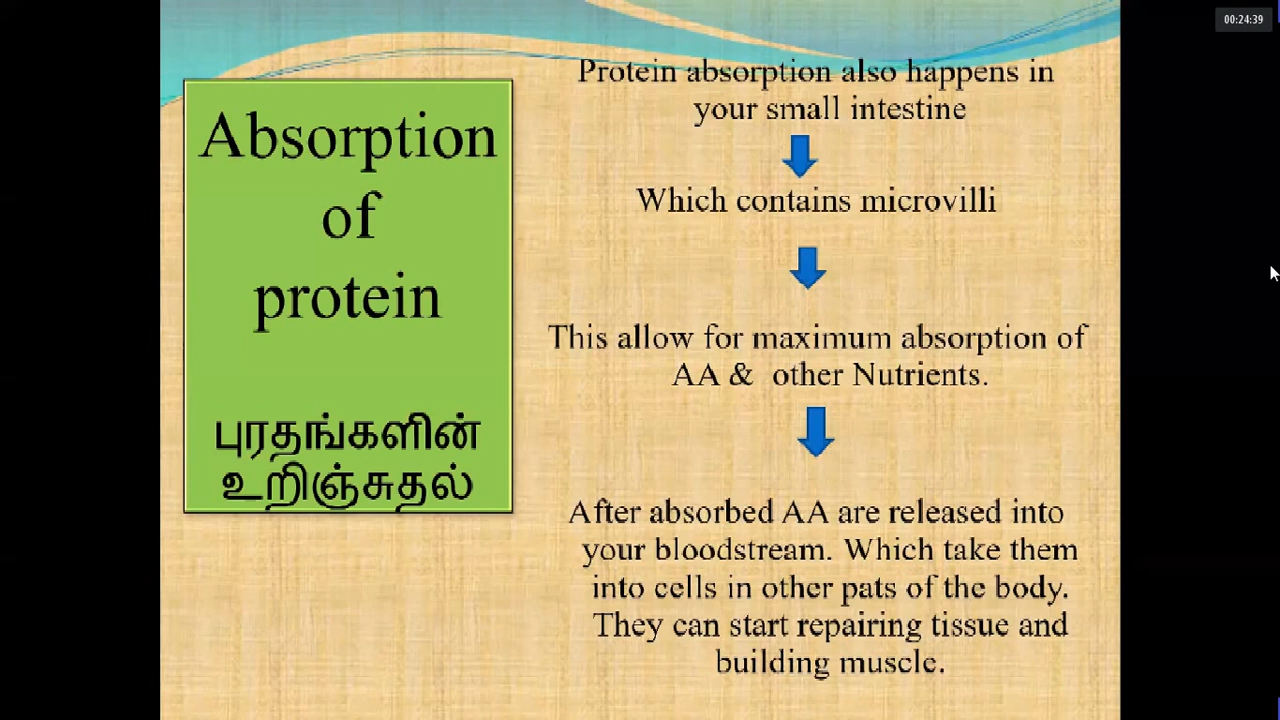 00:24:39
Absorption
of
protein
புரதங்களின்
உறிஞ்சுதல்
Protein absorption also happens in
your small intestine
Which contains microvilli
This allow for maximum absorption of
AA & other Nutrients.
After absorbed AA are released into
your bloodstream. Which take them
into cells in other pats of the body.
They can start repairing tissue and
building muscle.